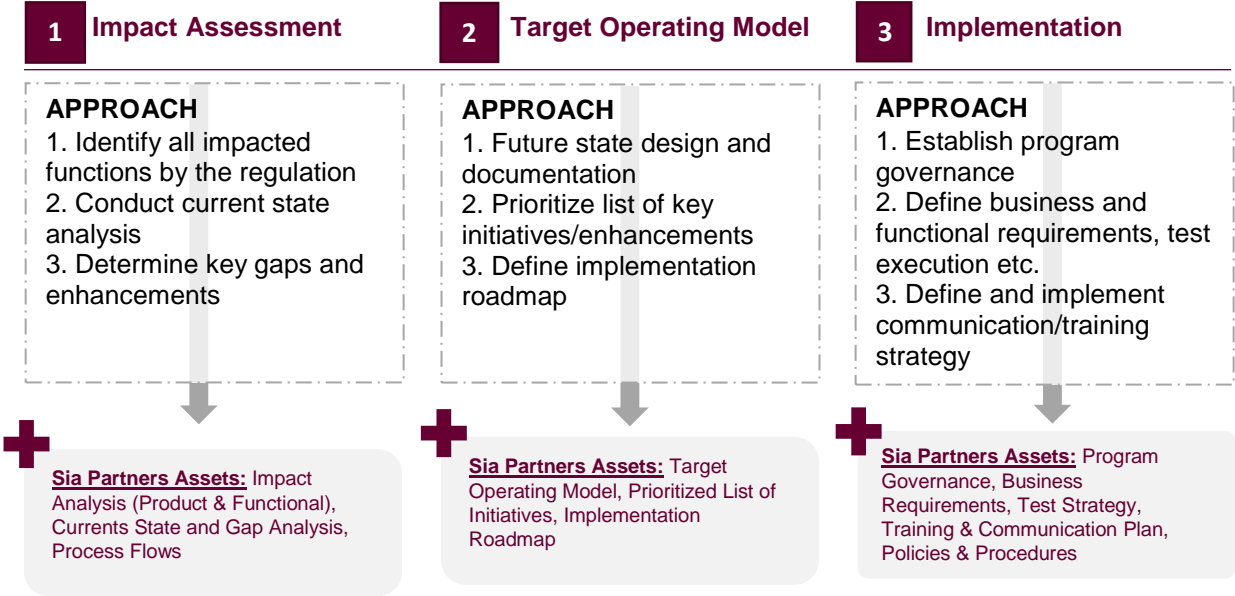 1 Impact Assessment
APPROACH
1. Identify all impacted
functions by the regulation
2. Conduct current state
analysis
3. Determine key gaps and
enhancements
Sia Partners Assets: Impact
Analysis (Product & Functional),
Currents State and Gap Analysis,
Process Flows
2 Target Operating Model
APPROACH
1. Future state design and
documentation
2. Prioritize list of key
initiatives/enhancements
3. Define implementation
roadmap
Sia Partners Assets: Target
Operating Model, Prioritized List of
Initiatives, Implementation
Roadmap
3 Implementation
APPROACH
1. Establish program
governance
2. Define business and
functional requirements, test
execution etc.
3. Define and implement
communication/training
strategy
Sia Partners Assets: Program
Governance, Business
Requirements, Test Strategy,
Training & Communication Plan,
Policies & Procedures